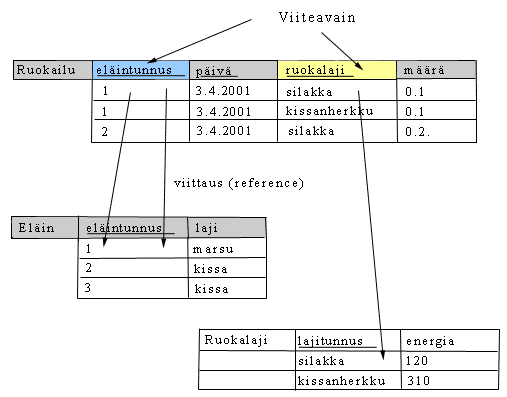 Viiteavain
Ruokailu eläintunnus päivä ruokalaji määrä
1 3.4.2001 silakka 0.1
1 3.4.2001 kissanherkku 0.1
2 3.4.2001 silakka 0.2.
viittaus (reference)
Eläin eläintunnus laji
1 marsu
2 kissa
3 kissa
Ruokalaji lajitunnus energia
silakka 120
kissanherkku 310